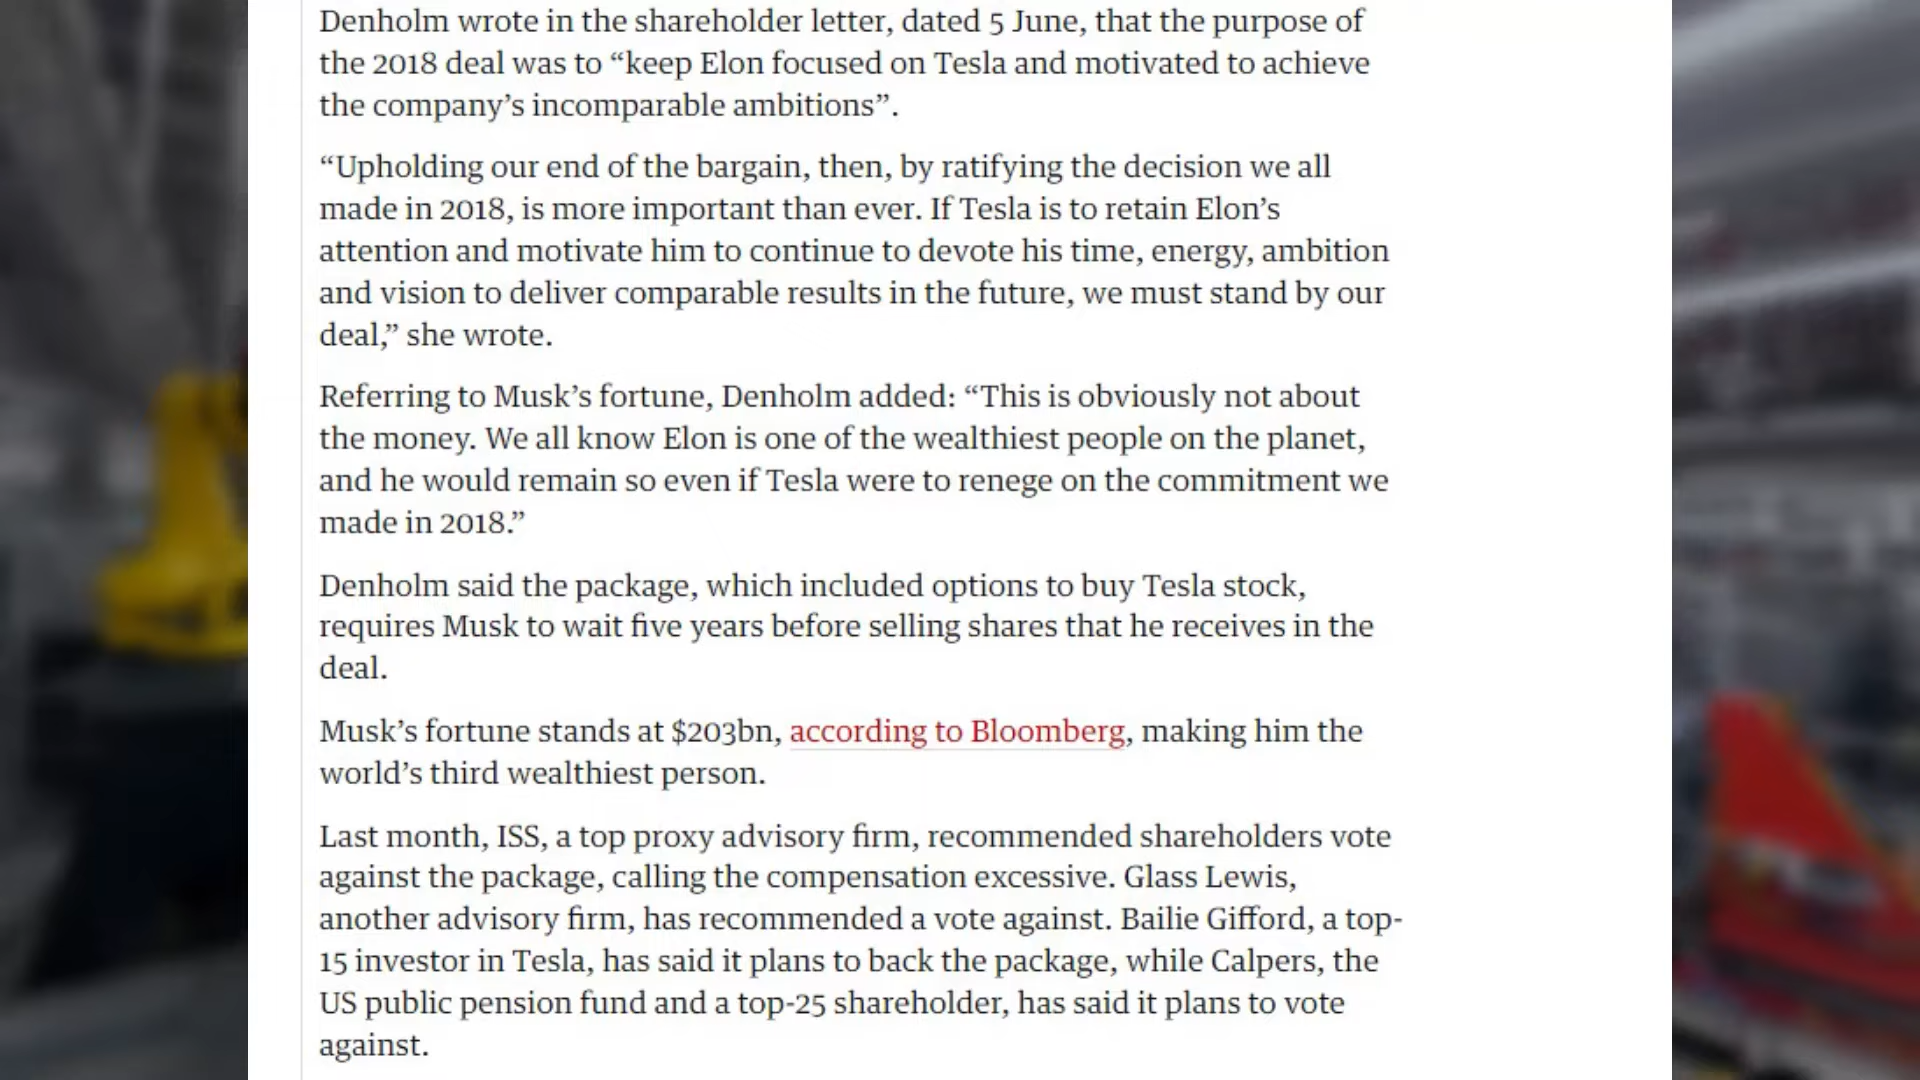 Denholm wrote in the shareholder letter, dated 5 June, that the purpose of
the 2018 deal was to “keep Elon focused on Tesla and motivated to achieve
the company’s incomparable ambitions”.
“Upholding our end of the bargain, then, by ratifying the decision we all
made in 2018, is more important than ever. If Tesla is to retain Elon’s
attention and motivate him to continue to devote his time, energy, ambition
and vision to deliver comparable results in the future, we must stand by our
deal,” she wrote.
Referring to Musk’s fortune, Denholm added: “This is obviously not about
the money. We all know Elon is one of the wealthiest people on the planet,
and he would remain so even if Tesla were to renege on the commitment we
made in 2018.”
Denholm said the package, which included options to buy Tesla stock,
requires Musk to wait five years before selling shares that he receives in the
deal.
Musk’s fortune stands at $203bn, according to Bloomberg, making him the
world’s third wealthiest person.
Last month, ISS, a top proxy advisory firm, recommended shareholders vote
against the package, calling the compensation excessive. Glass Lewis,
another advisory firm, has recommended a vote against. Bailie Gifford, a top-
15 investor in Tesla, has said it plans to back the package, while Calpers, the
US public pension fund and a top-25 shareholder, has said it plans to vote
against.